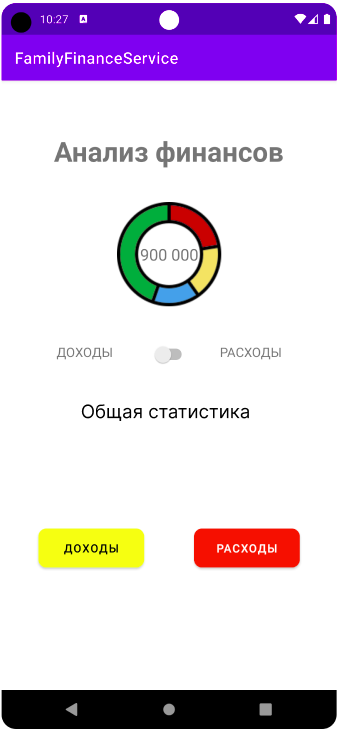 10:27
FamilyFinanceService
Анализ финансов
900 000
ДОХОДЫ РАСХОДЫ
Общая статистика
ДОХОДЫ РАСХОДЫ